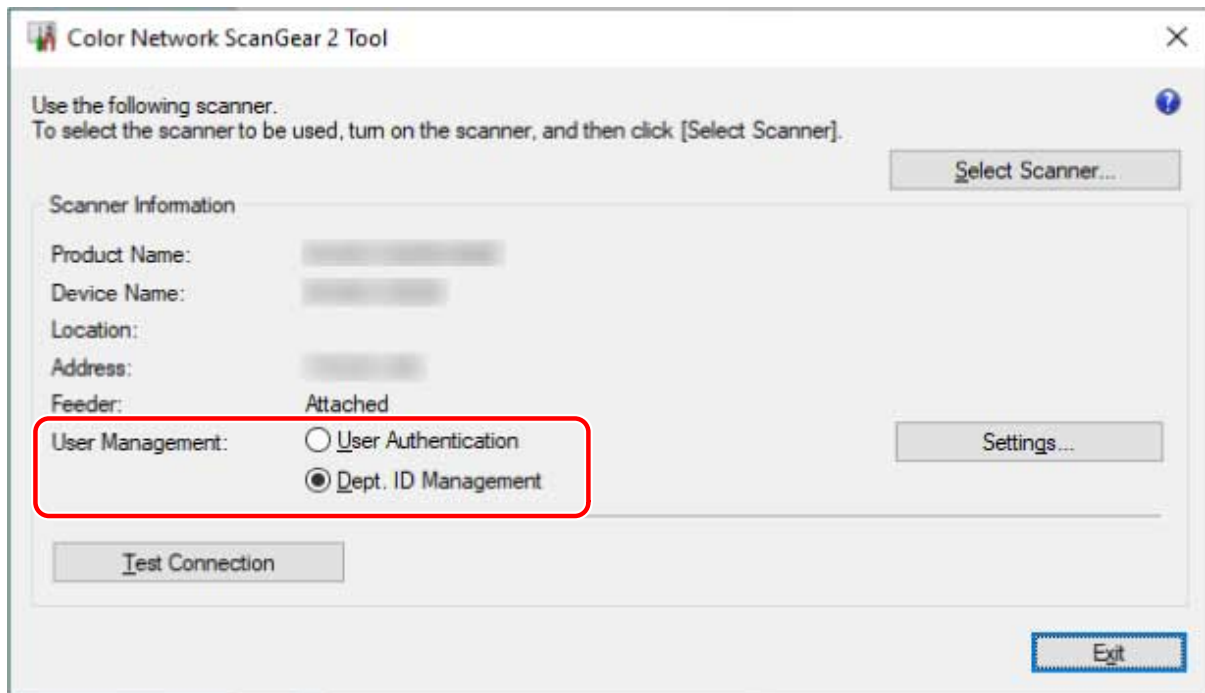 Color Network ScanGear 2 Tool
Use the following scanner.
To select the scanner to be used, turn on the scanner, and then click [Select Scanner].
Select Scanner...
Scanner Information
Product Name:
Device Name:
Location:
Address:
Feeder: Attached
User Management: User Authentication Settings...
Dept. ID Management
Test Connection
Exit